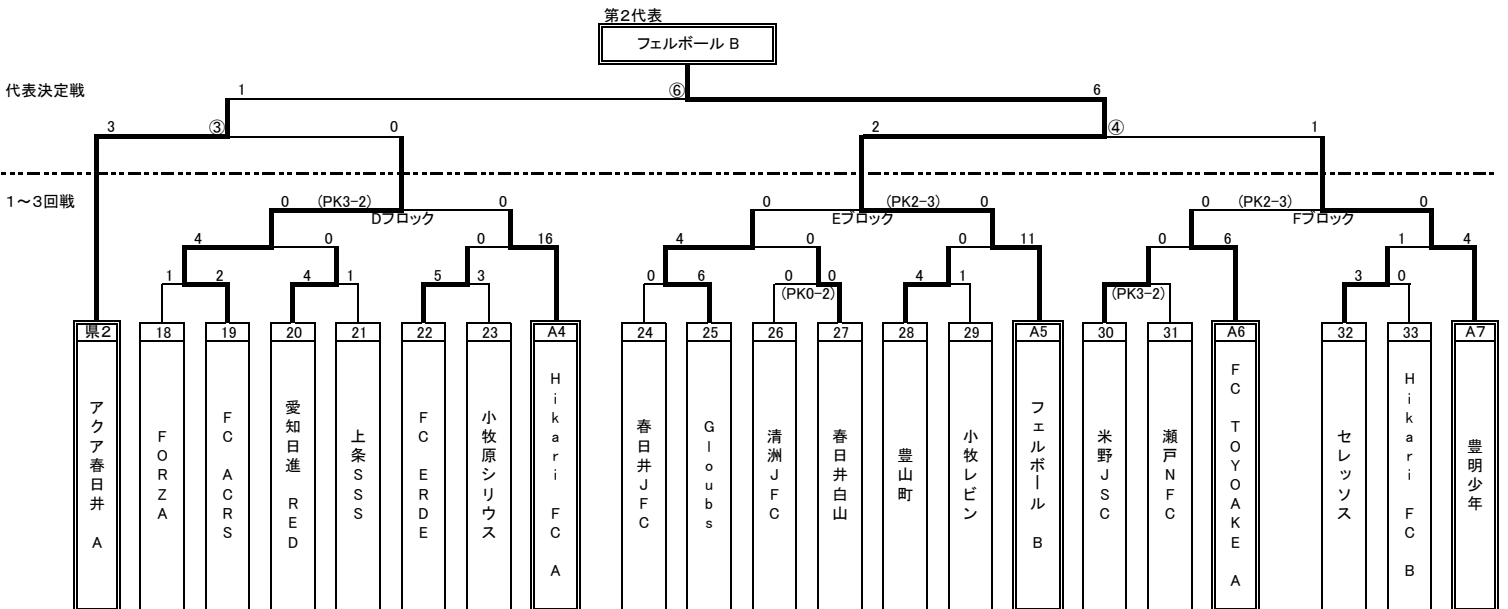 第2代表
フェルボール B
代表決定戦
1 ⑥ 6
3 ③ 0 2 ④ 1
1～3回戦
0 (PK3-2) 0 0 (PK2-3) 0 0 (PK2-3) 0
Dブロック Eブロック Fブロック
4 0 0 16 4 0 0 11 0 6 1 4
1 2 4 1 5 3 0 6 0 0 4 1 3 0
(PK0-2) (PK3-2)
県2 18 19 20 21 22 23 A4 24 25 26 27 28 29 A5 30 31 A6 32 33 A7
アクア春日井 A
FORZA
FC ACRS
愛知日進 RED
上条SSS
FC ERDE
小牧原シリウス
Hikari FC A
春日井JFC
Gloubs
清洲JFC
春日井白山
豊山町
小牧レビン
フェルボール B
米野JSC
瀬戸NFC
FC TOYOAKE A
セレッソス
Hikari FC B
豊明少年